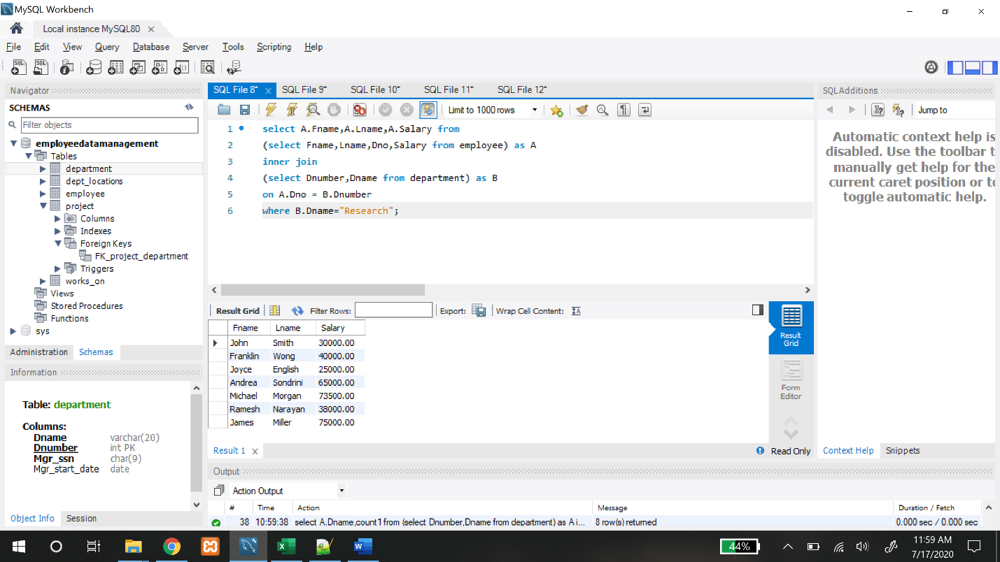 MySQL Workbench
Local instance MySQL80
File Edit View Query Database Server Tools Scripting Help
Navigator
SCHEMAS
Filter objects
employeedatamanagement
Tables
department
dept_locations
employee
project
Columns
Indexes
Foreign Keys
FK_project_department
Triggers
works_on
Views
Stored Procedures
Functions
sys
Administration Schemas
Information
Table: department
Columns:
Dname varchar(20)
Dnumber int PK
Mgr_ssn char(9)
Mgr_start_date date
Object Info Session
SQL File 8* SQL File 9* SQL File 10* SQL File 11* SQL File 12*
Limit to 1000 rows
1 select A.Fname,A.Lname,A.Salary from
2 (select Fname,Lname,Dno,Salary from employee) as A
3 inner join
4 (select Dnumber,Dname from department) as B
5 on A.Dno = B.Dnumber
6 where B.Dname="Research";
Result Grid Filter Rows: Export: Wrap Cell Content:
Fname Lname Salary
John Smith 30000.00
Franklin Wong 40000.00
Joyce English 25000.00
Andrea Sondrini 65000.00
Michael Morgan 73500.00
Ramesh Narayan 38000.00
James Miller 75000.00
Result
Grid
Form
Editor
Result 1
Read Only
Output
Action Output
# Time Action Message Duration / Fetch
38 10:59:38 select A.Dname,count1 from (select Dnumber,Dname from department) as A i... 8 row(s) returned 0.000 sec / 0.000 sec
SQLAdditions
Jump to
Automatic context help is
disabled. Use the toolbar t
manually get help for the
current caret position or to
toggle automatic help.
Context Help Snippets
44%
11:59 AM
7/17/2020